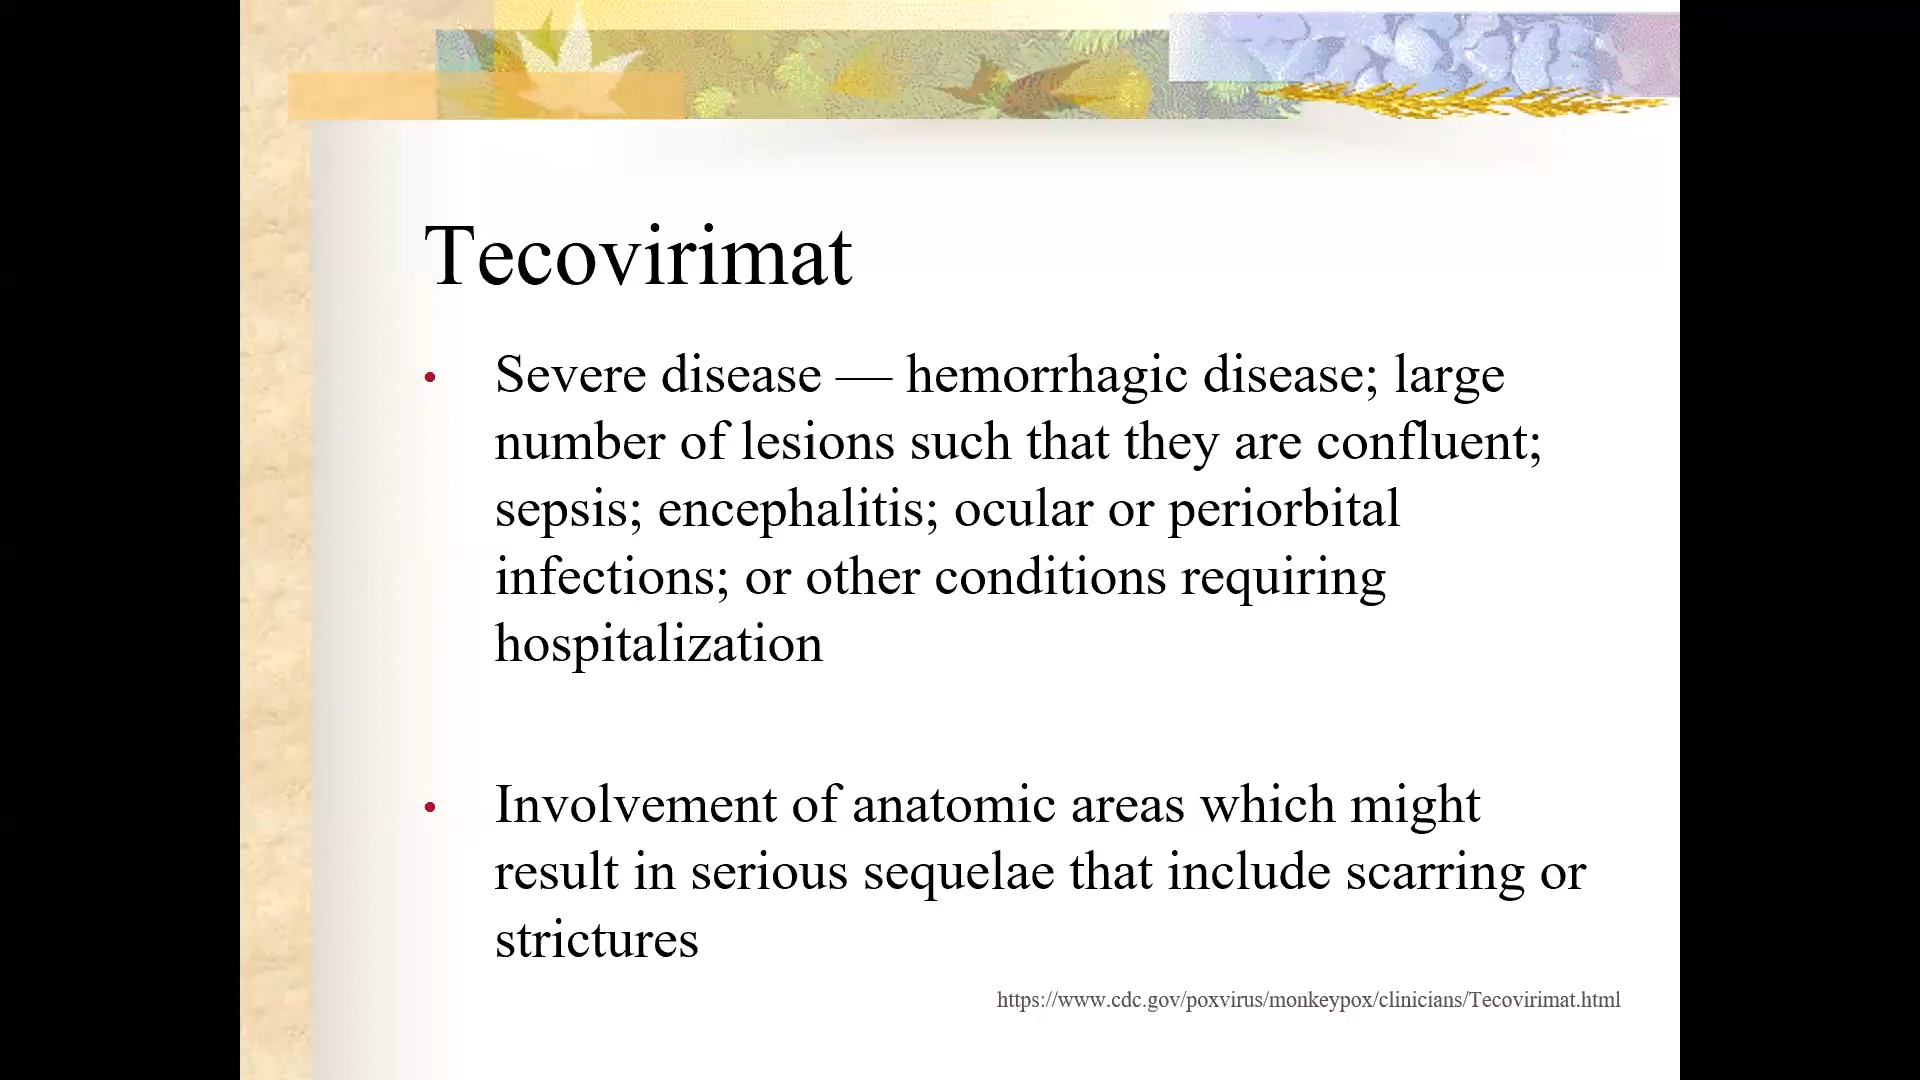 Tecovirimat
• Severe disease — hemorrhagic disease; large
number of lesions such that they are confluent;
sepsis; encephalitis; ocular or periorbital
infections; or other conditions requiring
hospitalization
• Involvement of anatomic areas which might
result in serious sequelae that include scarring or
strictures
https://www.cdc.gov/poxvirus/monkeypox/clinicians/Tecovirimat.html